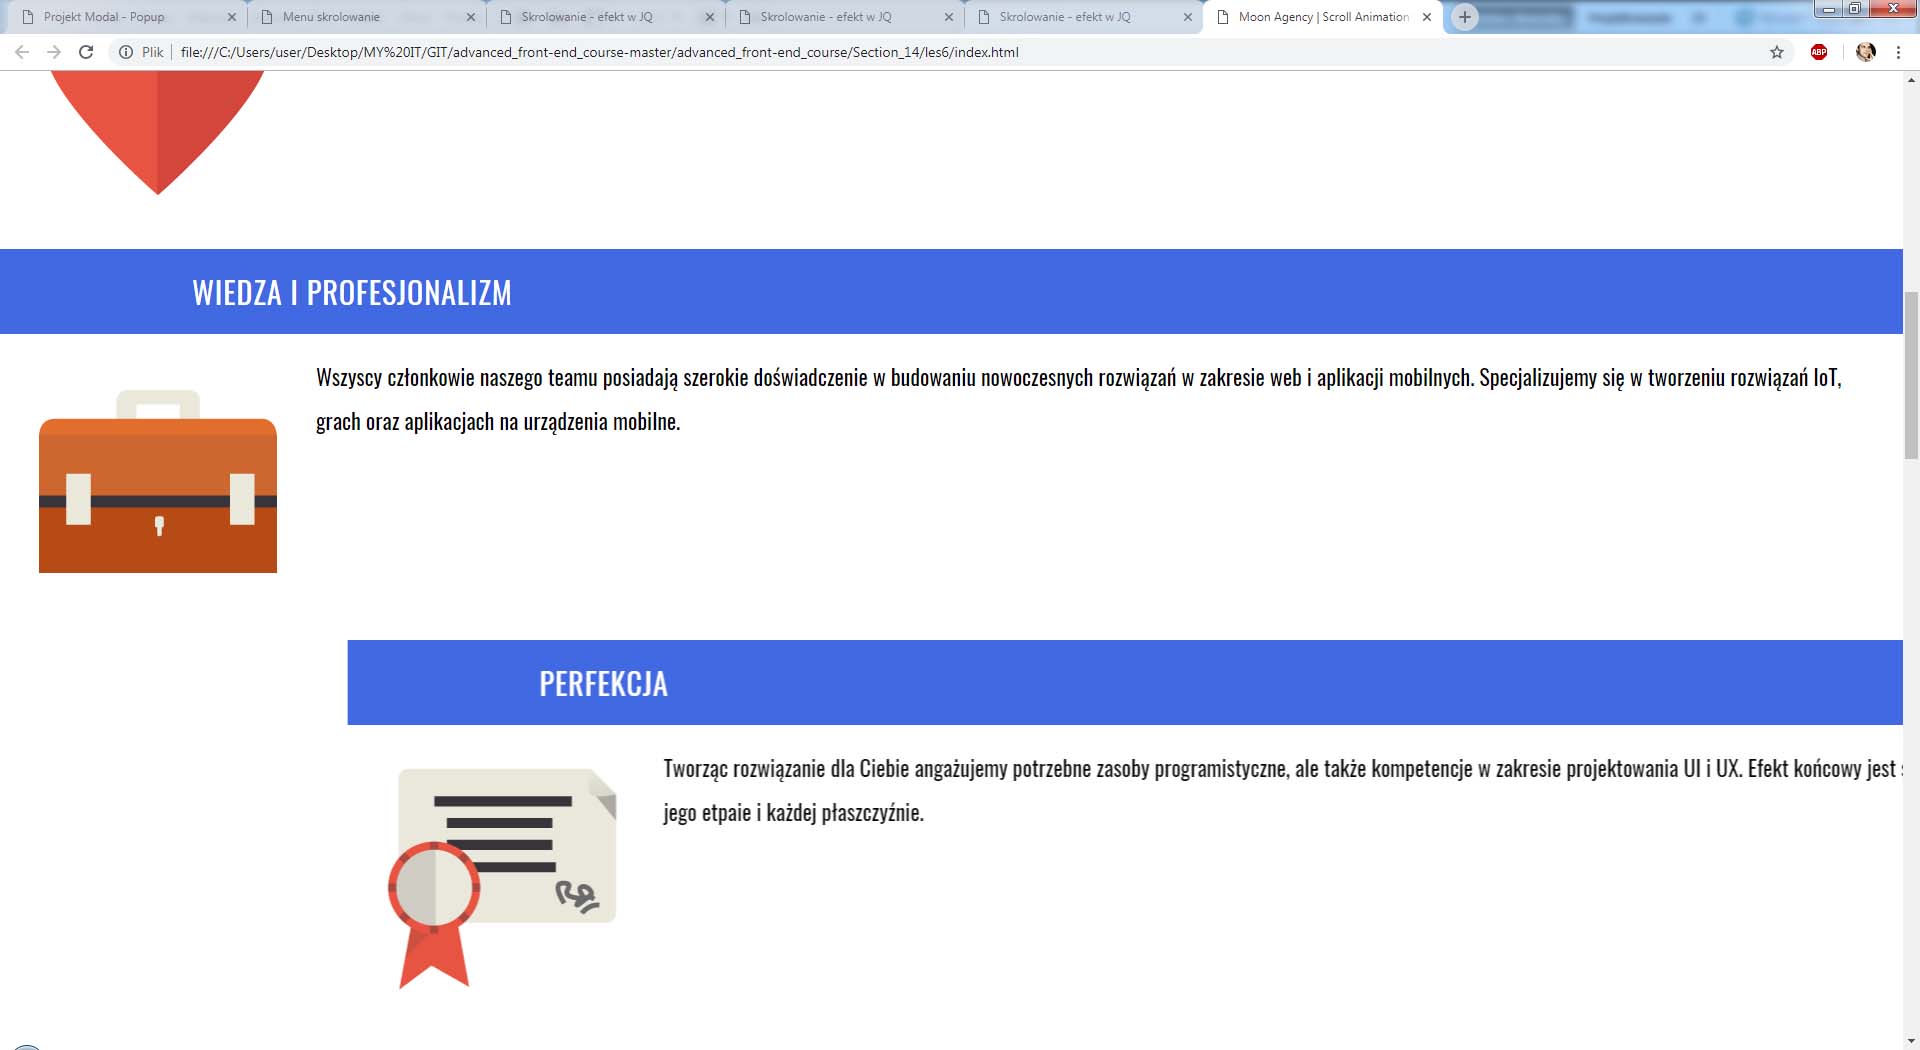 Projekt Modal - Popup
Menu skrolowanie
Skrolowanie - efekt w JQ
Skrolowanie - efekt w JQ
Skrolowanie - efekt w JQ
Moon Agency | Scroll Animation
Plik
file:///C:/Users/user/Desktop/MY%20IT/GIT/advanced_front-end_course-master/advanced_front-end_course/Section_14/les6/index.html
ABP
WIEDZA I PROFESJONALIZM
Wszyscy członkowie naszego teamu posiadają szerokie doświadczenie w budowaniu nowoczesnych rozwiązań w zakresie web i aplikacji mobilnych. Specjalizujemy się w tworzeniu rozwiązań IoT,
grach oraz aplikacjach na urządzenia mobilne.
PERFEKCJA
Tworząc rozwiązanie dla Ciebie angażujemy potrzebne zasoby programistyczne, ale także kompetencje w zakresie projektowania UI i UX. Efekt końcowy jest
jego etpaie i każdej płaszczyźnie.